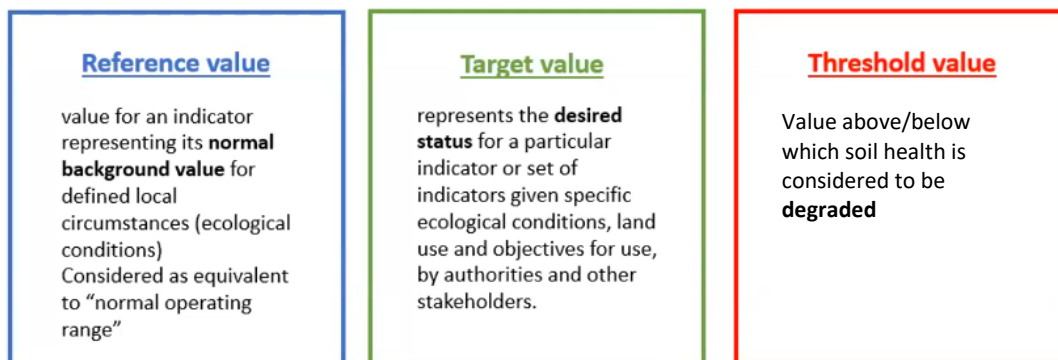 Reference value
value for an indicator
representing its normal
background value for
defined local
circumstances (ecological
conditions)
Considered as equivalent
to “normal operating
range”
Target value
represents the desired
status for a particular
indicator or set of
indicators given specific
ecological conditions, land
use and objectives for use,
by authorities and other
stakeholders.
Threshold value
Value above/below
which soil health is
considered to be
degraded